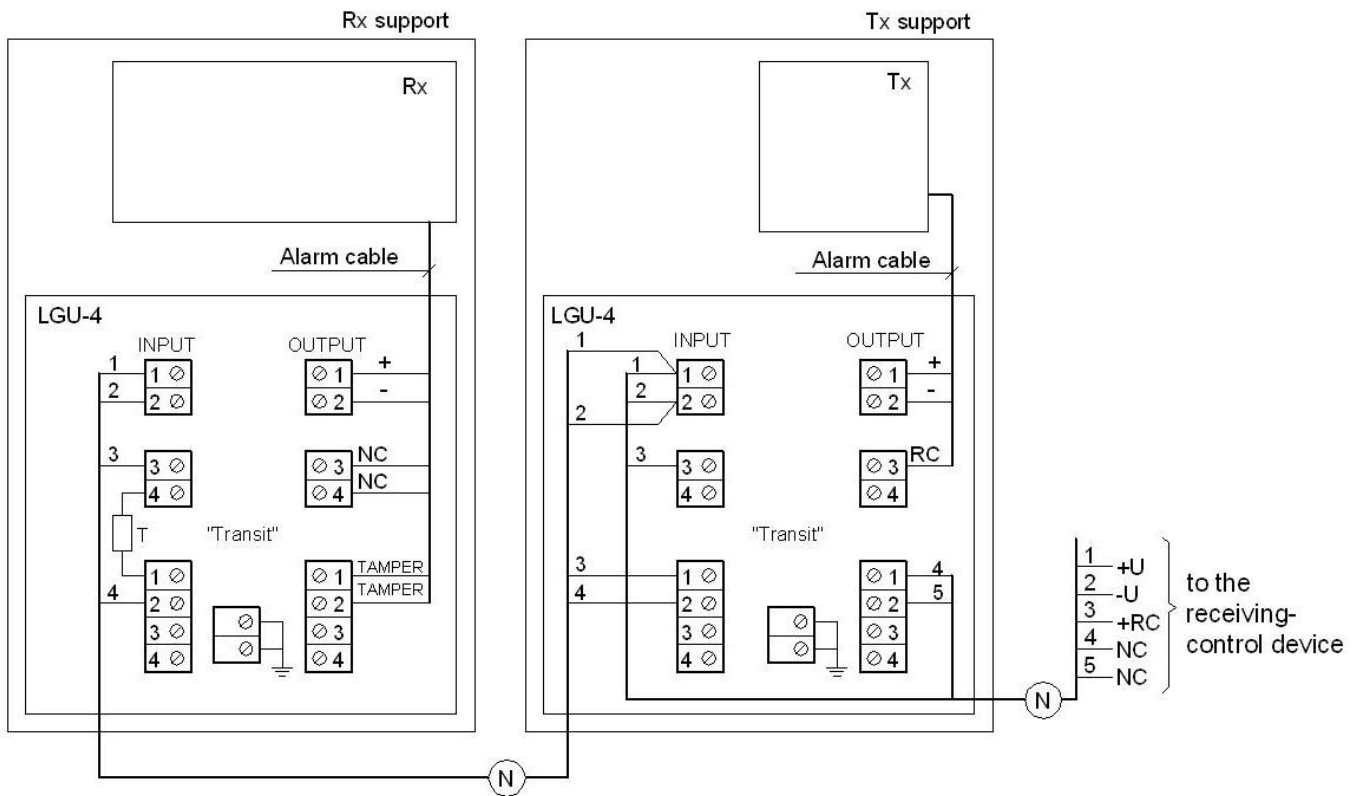 Rx support
Rx
Alarm cable
LGU-4
INPUT
OUTPUT
1
2
1
2
1
2
+
-
3
3
4
3
4
NC
NC
T
"Transit"
4
1
2
3
4
1
2
3
4
TAMPER
TAMPER
N
Tx support
Tx
Alarm cable
LGU-4
INPUT
OUTPUT
1
2
1
2
1
2
1
2
+
-
3
3
4
3
4
RC
"Transit"
3
4
1
2
3
4
1
2
3
4
4
5
N
1 +U
2 -U
3 +RC
4 NC
5 NC
to the
receiving-
control device